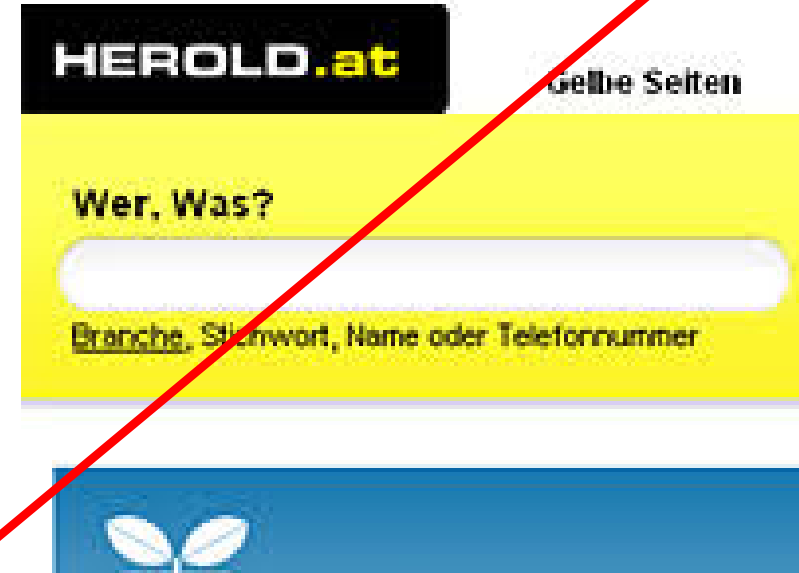 HEROLD.at
Gelbe Seiten
Wer, Was?
Branche, Stichwort, Name oder Telefonnummer